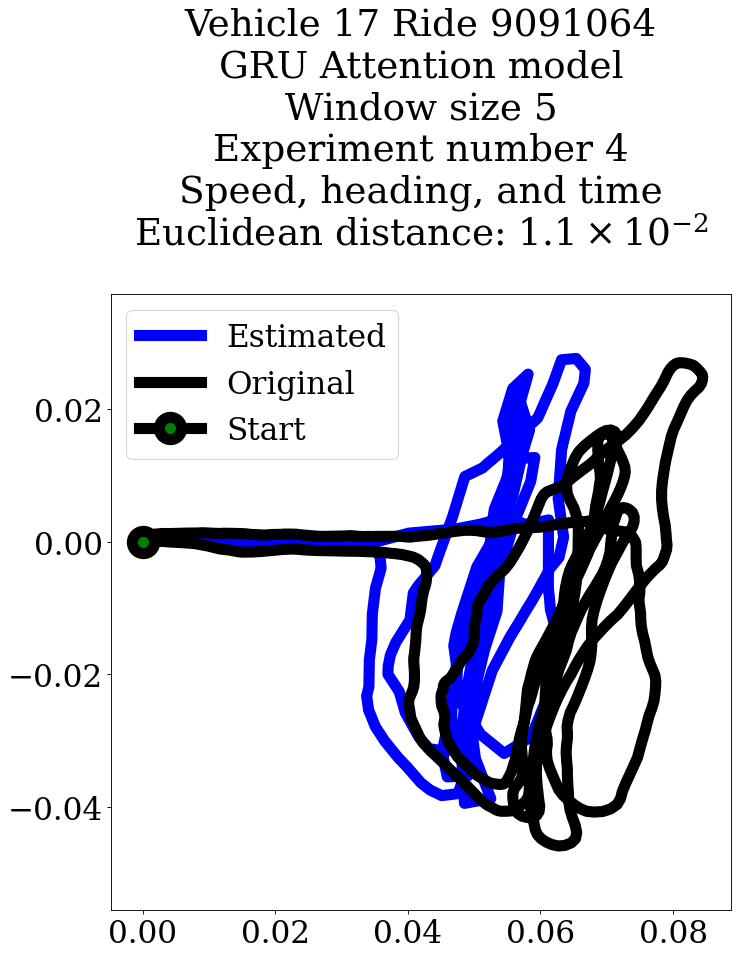 Vehicle 17 Ride 9091064
GRU Attention model
Window size 5
Experiment number 4
Speed, heading, and time
Euclidean distance: 1.1 × 10⁻²
Estimated
Original
Start
0.02
0.00
−0.02
−0.04
0.00 0.02 0.04 0.06 0.08